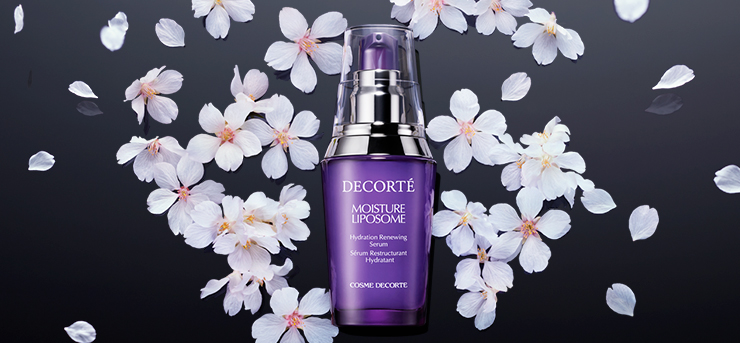 DECORTÉ
MOISTURE
LIPOSOME
Hydration Renewing
Serum
Sérum Restructurant
Hydratant
COSME DECORTE